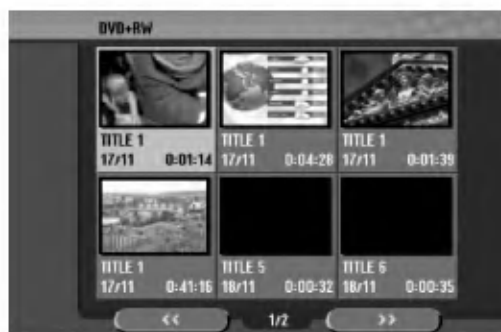 DVD+RW
TITLE 1
17/11 0:01:14
TITLE 1
17/11 0:04:28
TITLE 1
17/11 0:01:39
TITLE 1
17/11 0:41:16
TITLE 5
18/11 0:00:32
TITLE 6
18/11 0:00:35
<< 1/2 >>